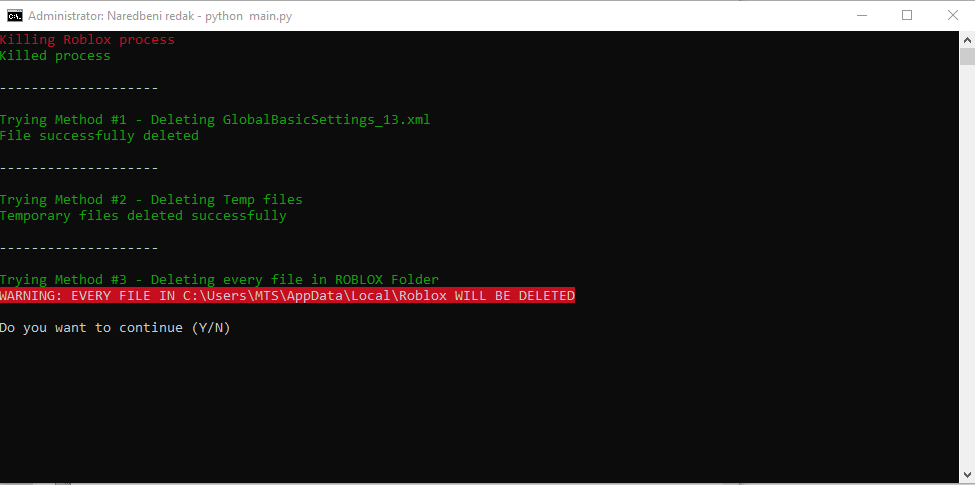 Administrator: Naredbeni redak - python  main.py
Killing Roblox process
Killed process
--------------------
Trying Method #1 - Deleting GlobalBasicSettings_13.xml
File successfully deleted
--------------------
Trying Method #2 - Deleting Temp files
Temporary files deleted successfully
--------------------
Trying Method #3 - Deleting every file in ROBLOX Folder
WARNING: EVERY FILE IN C:\Users\MTS\AppData\Local\Roblox WILL BE DELETED
Do you want to continue (Y/N)